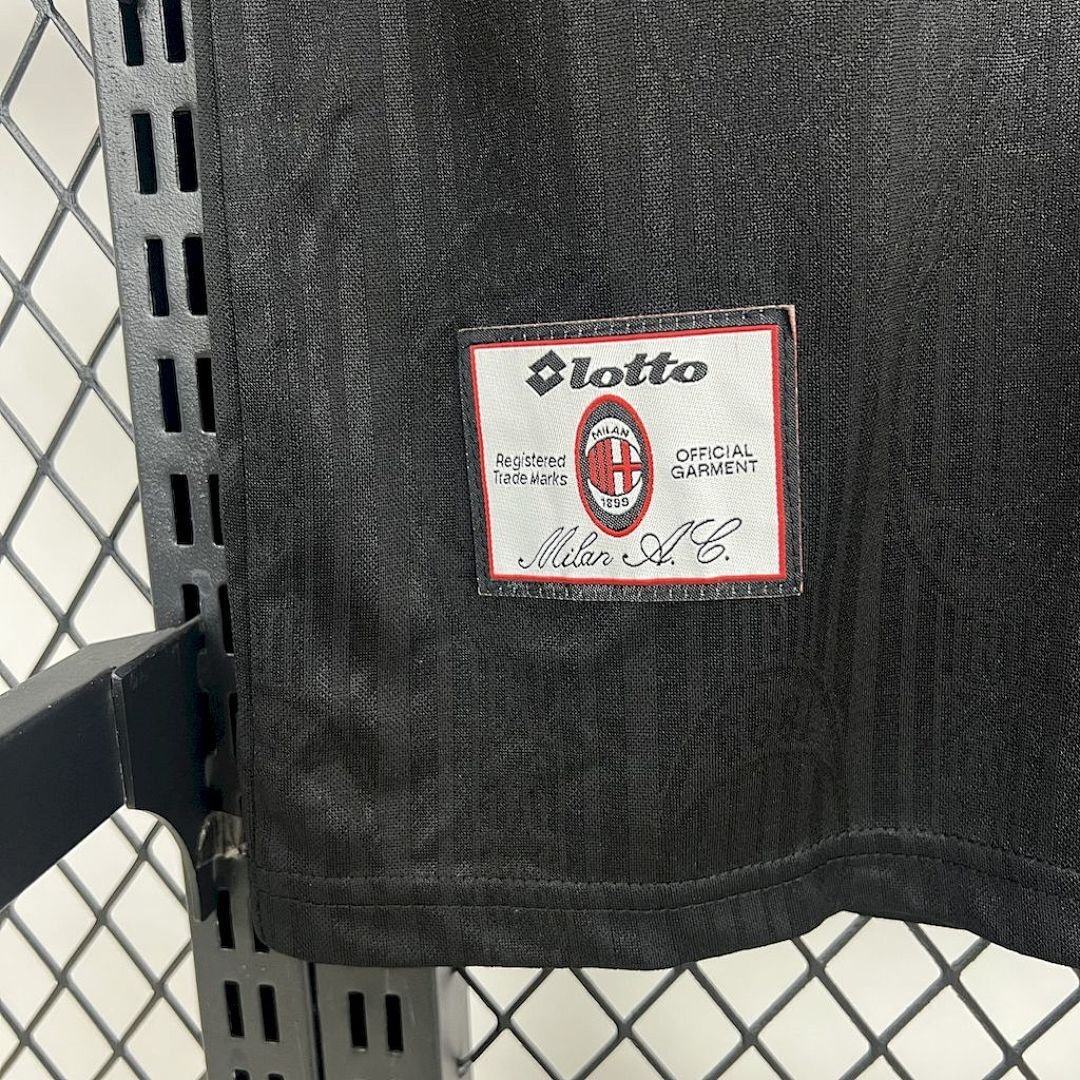 lotto
MILAN
1899
Registered
Trade Marks
OFFICIAL
GARMENT
Milan A.C.